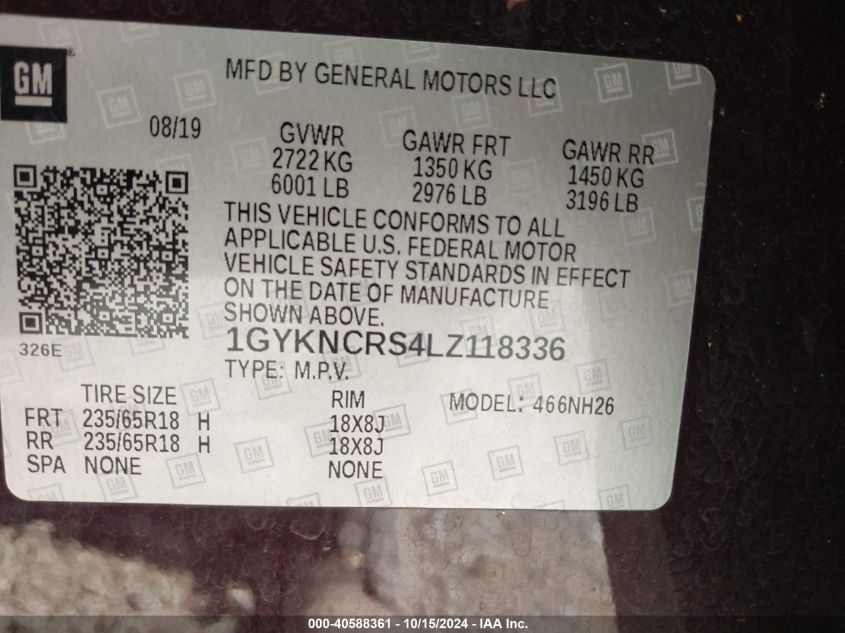 GM
MFD BY GENERAL MOTORS LLC
08/19
GVWR
2722 KG
6001 LB
GAWR FRT
1350 KG
2976 LB
GAWR RR
1450 KG
3196 LB
THIS VEHICLE CONFORMS TO ALL
APPLICABLE U.S. FEDERAL MOTOR
VEHICLE SAFETY STANDARDS IN EFFECT
ON THE DATE OF MANUFACTURE
SHOWN ABOVE.
326E
1GYKNCRS4LZ118336
TYPE: M.P.V.
TIRE SIZE RIM MODEL: 466NH26
FRT 235/65R18 H 18X8J
RR 235/65R18 H 18X8J
SPA NONE NONE
000-40588361 - 10/15/2024 - IAA Inc.